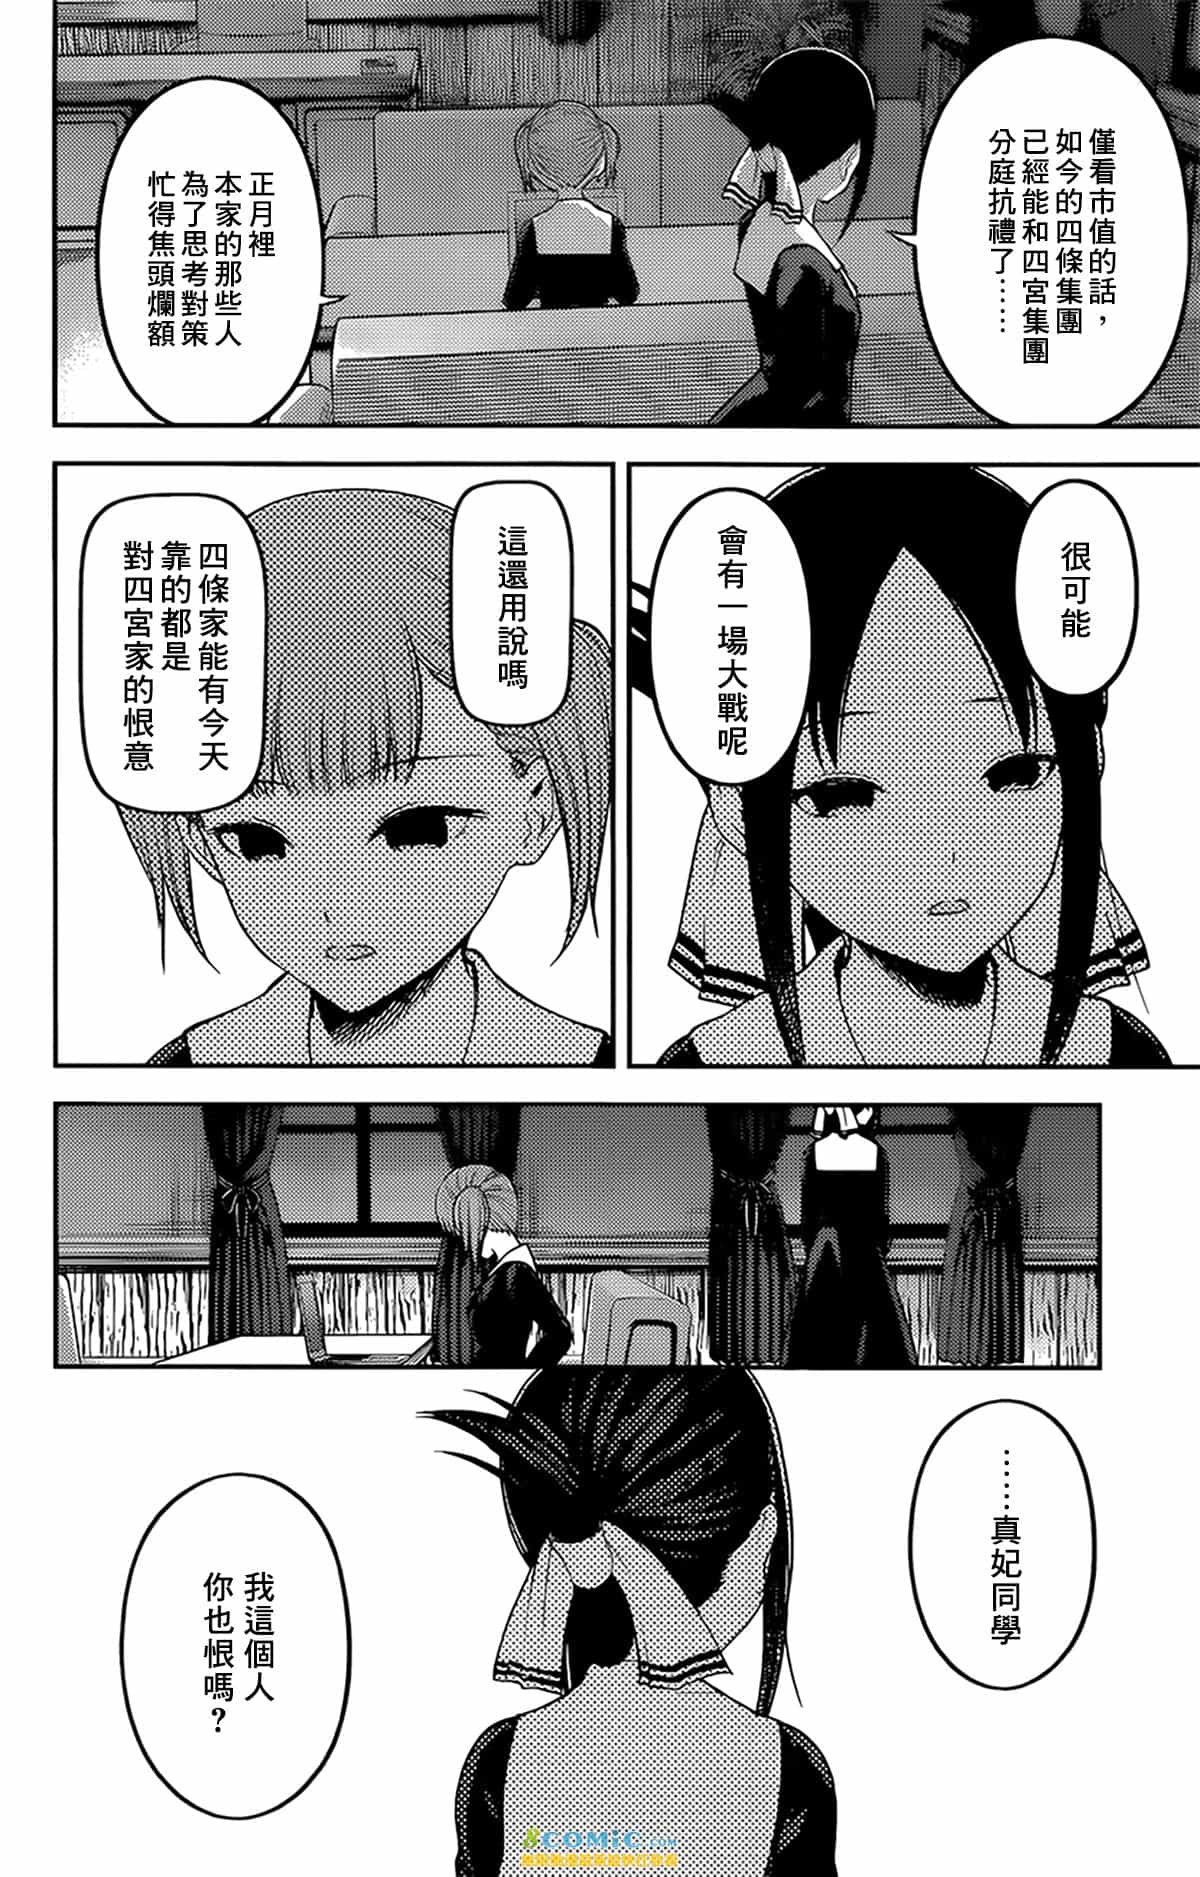 僅看市值的話，
如今的四條集團
已經能和四宮集團
分庭抗禮了……
正月裡
本家的那些人
為了思考對策
忙得焦頭爛額
很可能
會有一場大戰呢
這還用說嗎
四條家能有今天
靠的都是
對四宮家的恨意
……真妃同學
我這個人
你也恨嗎？
8COMIC.COM